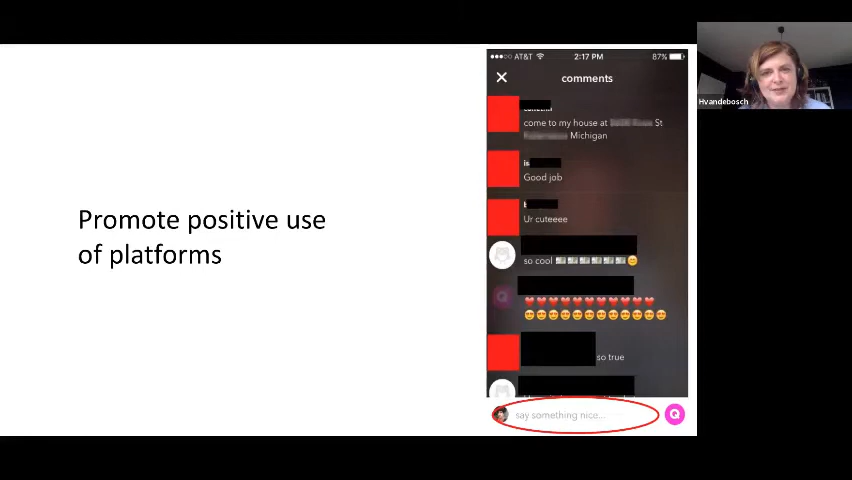 Promote positive use
of platforms
AT&T
2:17 PM
87%
comments
come to my house at St
Michigan
is
Good job
Ur cuteeee
so cool
so true
say something nice...
Q
Hvandebosch